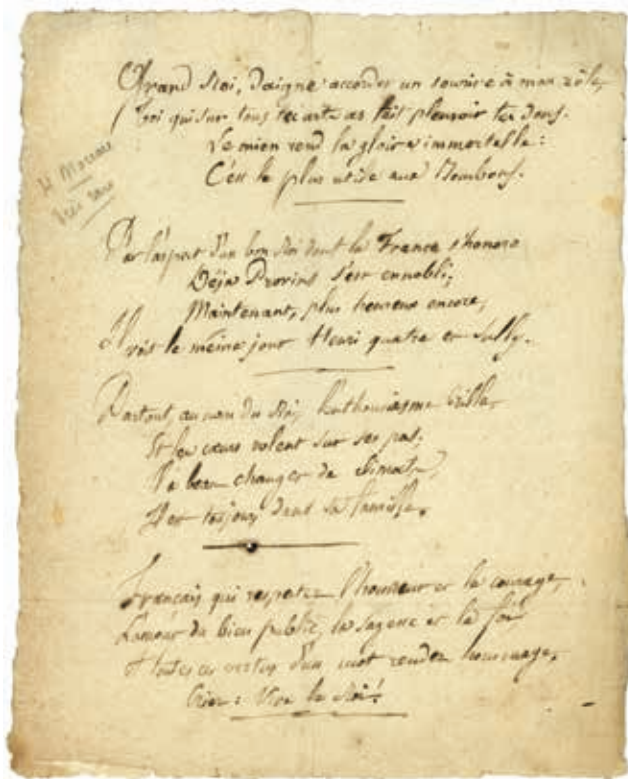 Grand Roi, Daigne accorder un sourire à mon zèle,
Toi qui sur tous les arts as fait pleuvoir tes dons.
Le mien rend la gloire immortelle :
C'est le plus utile aux Bourbons.
H Moreau
très rare
Par l'aspect d'un bon Roi dont la France s'honore
Déja Provins s'est ennobli;
Maintenant, plus heureux encore,
Il voit le même jour Henri quatre et Sully.
Partout, au nom du Roi, l'enthousiasme brille,
Et les cœurs volent sur ses pas.
Il a beau changer de climats,
Il est toujours dans sa famille.
Français qui respectez l'honneur et le courage,
L'amour du bien public, la sagesse et la foi
A toutes ces vertus d'un mot rendez hommage,
Criez : Vive le Roi!